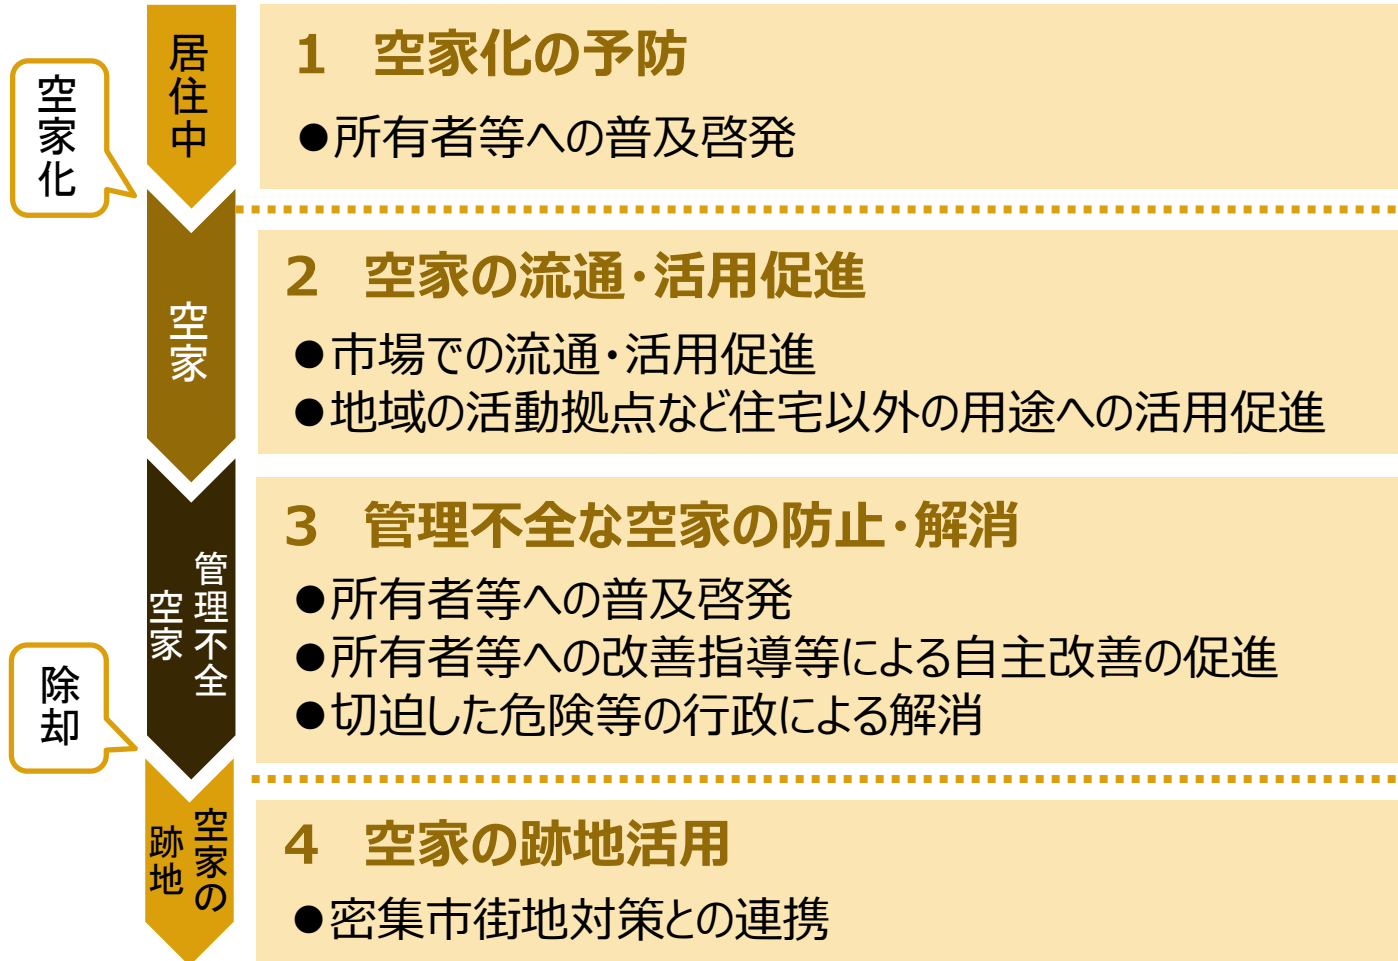 居住中
空家化
1 空家化の予防
●所有者等への普及啓発
空家
2 空家の流通・活用促進
●市場での流通・活用促進
●地域の活動拠点など住宅以外の用途への活用促進
管理不全
空家
3 管理不全な空家の防止・解消
●所有者等への普及啓発
●所有者等への改善指導等による自主改善の促進
●切迫した危険等の行政による解消
除却
空家の
跡地
4 空家の跡地活用
●密集市街地対策との連携